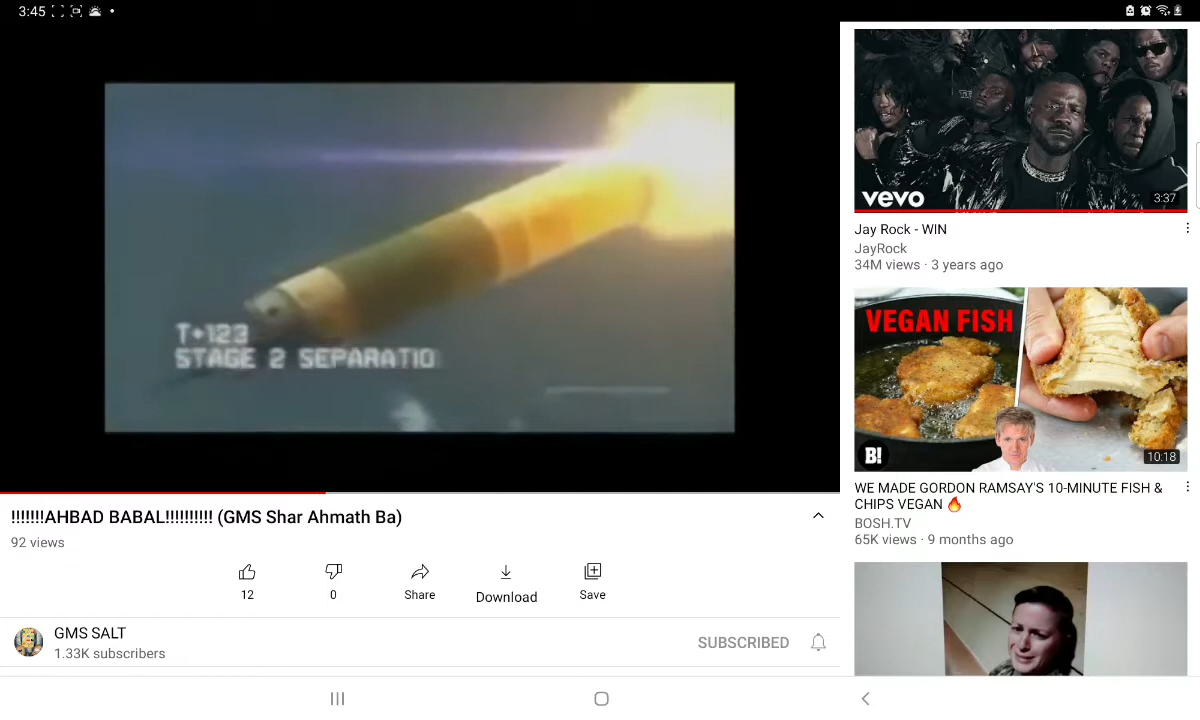 3:45
T+123
STAGE 2 SEPARATIO
!!!!!!!AHBAD BABAL!!!!!!!!!! (GMS Shar Ahmath Ba)
92 views
12
0
Share
Download
Save
GMS SALT
1.33K subscribers
SUBSCRIBED
vevo
3:37
Jay Rock - WIN
JayRock
34M views · 3 years ago
VEGAN FISH
B!
10:18
WE MADE GORDON RAMSAY'S 10-MINUTE FISH &
CHIPS VEGAN 🔥
BOSH.TV
65K views · 9 months ago